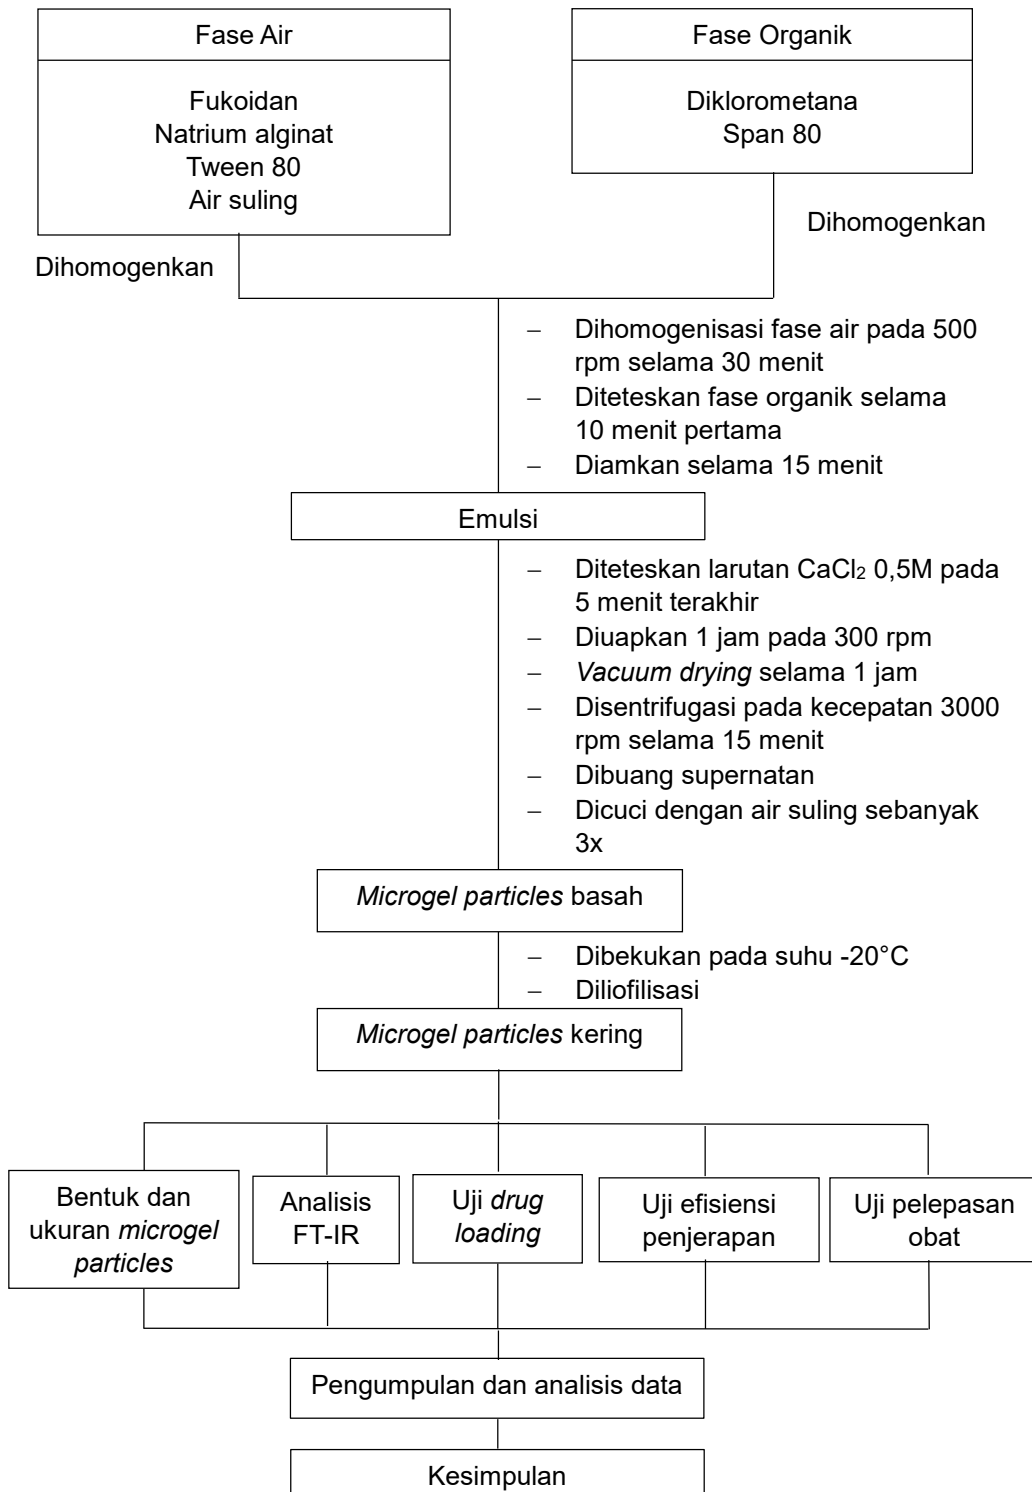 Fase Air
Fukoidan
Natrium alginat
Tween 80
Air suling
Fase Organik
Diklorometana
Span 80
Dihomogenkan
Dihomogenkan
– Dihomogenisasi fase air pada 500
rpm selama 30 menit
– Diteteskan fase organik selama
10 menit pertama
– Diamkan selama 15 menit
Emulsi
– Diteteskan larutan CaCl₂ 0,5M pada
5 menit terakhir
– Diuapkan 1 jam pada 300 rpm
– Vacuum drying selama 1 jam
– Disentrifugasi pada kecepatan 3000
rpm selama 15 menit
– Dibuang supernatan
– Dicuci dengan air suling sebanyak
3x
Microgel particles basah
– Dibekukan pada suhu -20°C
– Diliofilisasi
Microgel particles kering
Bentuk dan
ukuran microgel
particles
Analisis
FT-IR
Uji drug
loading
Uji efisiensi
penjerapan
Uji pelepasan
obat
Pengumpulan dan analisis data
Kesimpulan